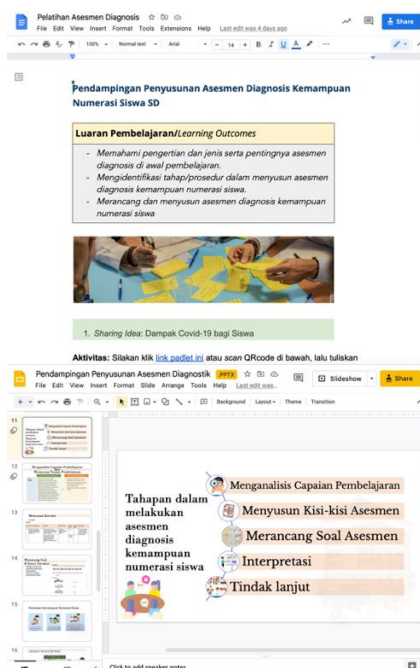 Pelatihan Asesmen Diagnosis
File Edit View Insert Format Tools Extensions Help Last edit was 4 days ago
Share
100% Normal text Arial 14 B I U A
Pendampingan Penyusunan Asesmen Diagnosis Kemampuan
Numerasi Siswa SD
Luaran Pembelajaran/Learning Outcomes
- Memahami pengertian dan jenis serta pentingnya asesmen
diagnosis di awal pembelajaran.
- Mengidentifikasi tahap/prosedur dalam menyusun asesmen
diagnosis kemampuan numerasi siswa.
- Merancang dan menyusun asesmen diagnosis kemampuan
numerasi siswa
1. Sharing Idea: Dampak Covid-19 bagi Siswa
Aktivitas: Silakan klik link padlet ini atau scan QRcode di bawah, lalu tuliskan
Pendampingan Penyusunan Asesmen Diagnostik .PPTX
File Edit View Insert Format Slide Arrange Tools Help Last edit was...
Slideshow
Share
Background Layout Theme Transition
11
12
13
14
15
16
Tahapan dalam
melakukan
asesmen
diagnosis
kemampuan
numerasi siswa
Menganalisis Capaian Pembelajaran
Menyusun Kisi-kisi Asesmen
Merancang Soal Asesmen
Interpretasi
Tindak lanjut
Click to add speaker notes